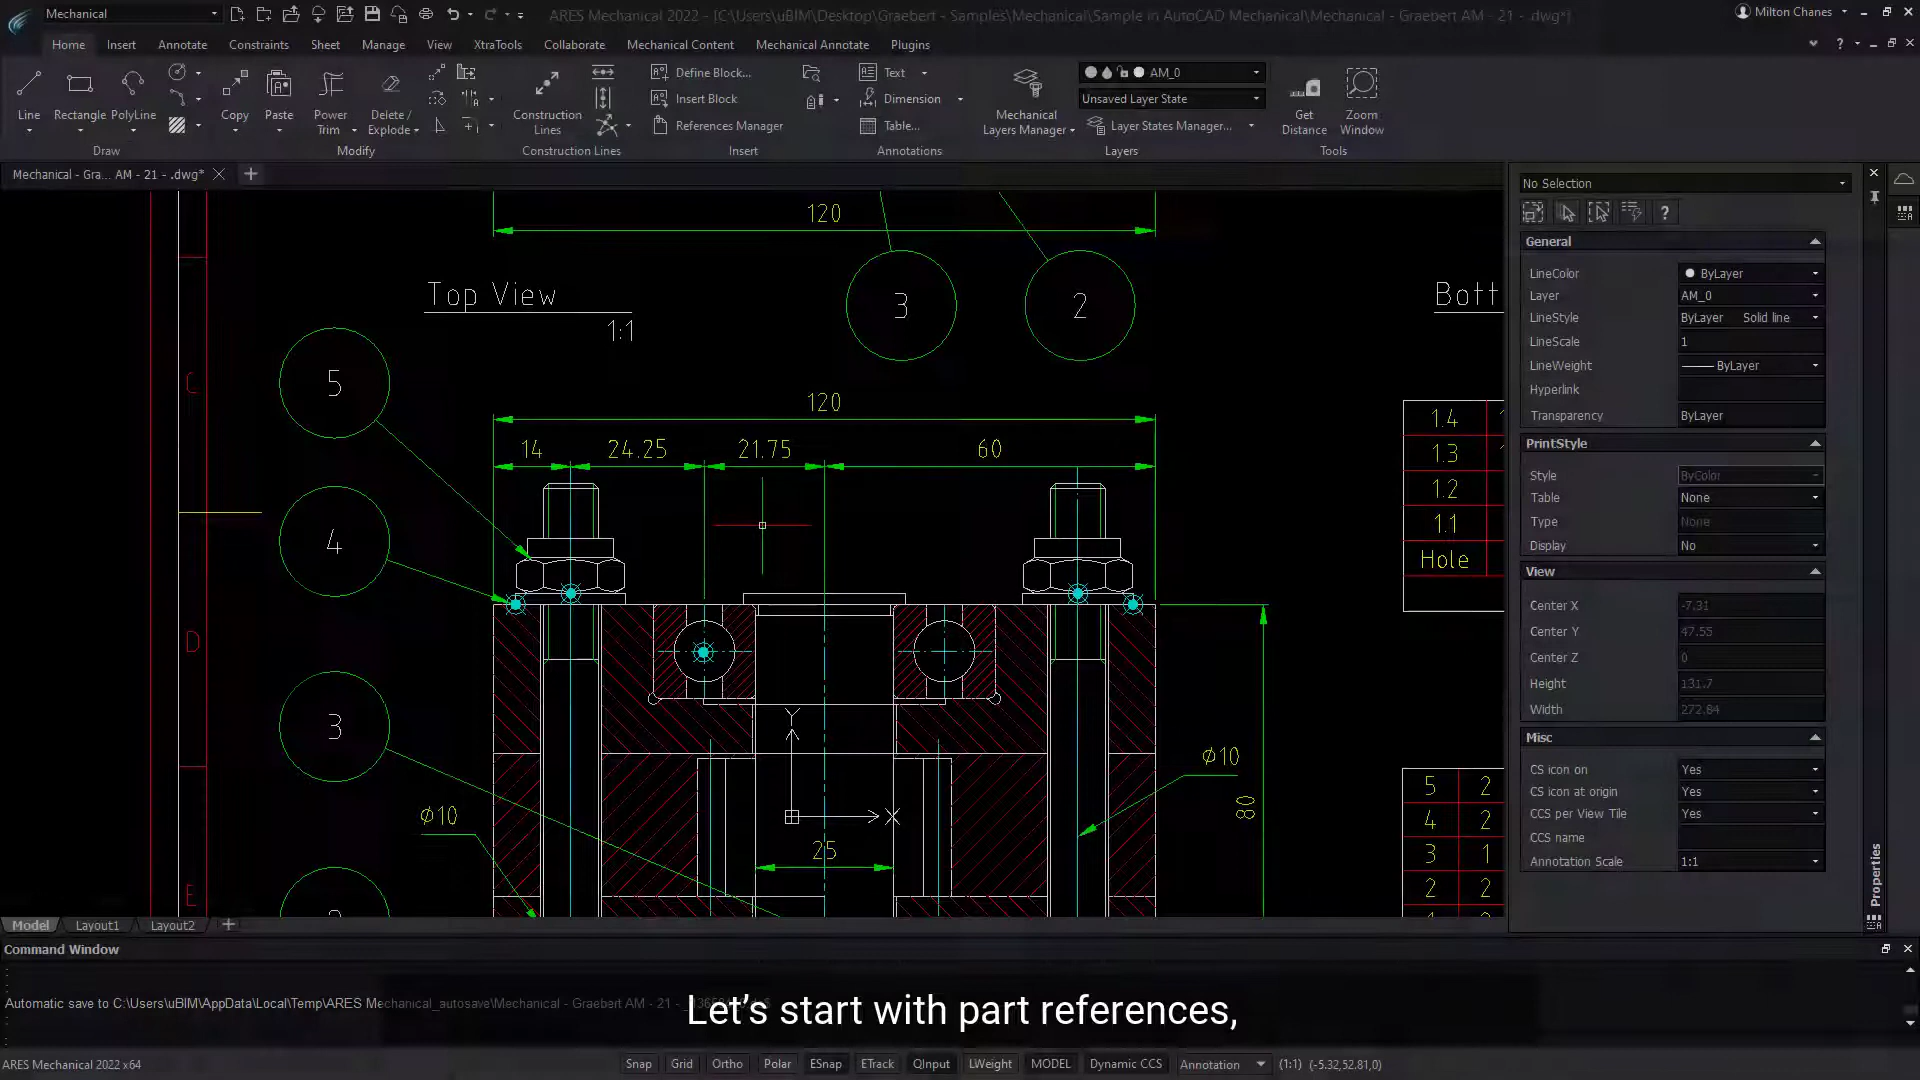 Mechanical
ARES Mechanical 2022 - [C:\Users\uBIM\Desktop\Graebert - Samples\Mechanical\Sample in AutoCAD Mechanical\Mechanical - Graebert AM - 21 - .dwg*]
Milton Chanes
Home Insert Annotate Constraints Sheet Manage View XtraTools Collaborate Mechanical Content Mechanical Annotate Plugins
Line Rectangle PolyLine
Draw
Copy Paste Power Trim Delete / Explode
Modify
Construction Lines
Construction Lines
Define Block...
Insert Block
References Manager
Insert
Text
Dimension
Table...
Annotations
Mechanical Layers Manager
AM_0
Unsaved Layer State
Layer States Manager...
Layers
Get Distance
Zoom Window
Tools
Mechanical - Gra... AM - 21 - .dwg*
120
3
2
Top View
1:1
Bott
5
4
3
120
14
24.25
21.75
60
C
D
E
Y
X
25
ϕ10
ϕ10
80
1.4
1.3
1.2
1.1
Hole
5 2
4 2
3 1
2 2
No Selection
General
LineColor ByLayer
Layer AM_0
LineStyle ByLayer Solid line
LineScale 1
LineWeight ByLayer
Hyperlink
Transparency ByLayer
PrintStyle
Style ByColor
Table None
Type None
Display No
View
Center X -7.31
Center Y 47.55
Center Z 0
Height 131.7
Width 272.84
Misc
CS icon on Yes
CS icon at origin Yes
CCS per View Tile Yes
CCS name
Annotation Scale 1:1
Properties
Model Layout1 Layout2
Command Window
:
:
Automatic save to C:\Users\uBIM\AppData\Local\Temp\ARES Mechanical_autosave\Mechanical - Graebert AM - 21 -
:
:
Let’s start with part references,
ARES Mechanical 2022 x64
Snap Grid Ortho Polar ESnap ETrack QInput LWeight MODEL Dynamic CCS Annotation (1:1) (-5.32,52.81,0)